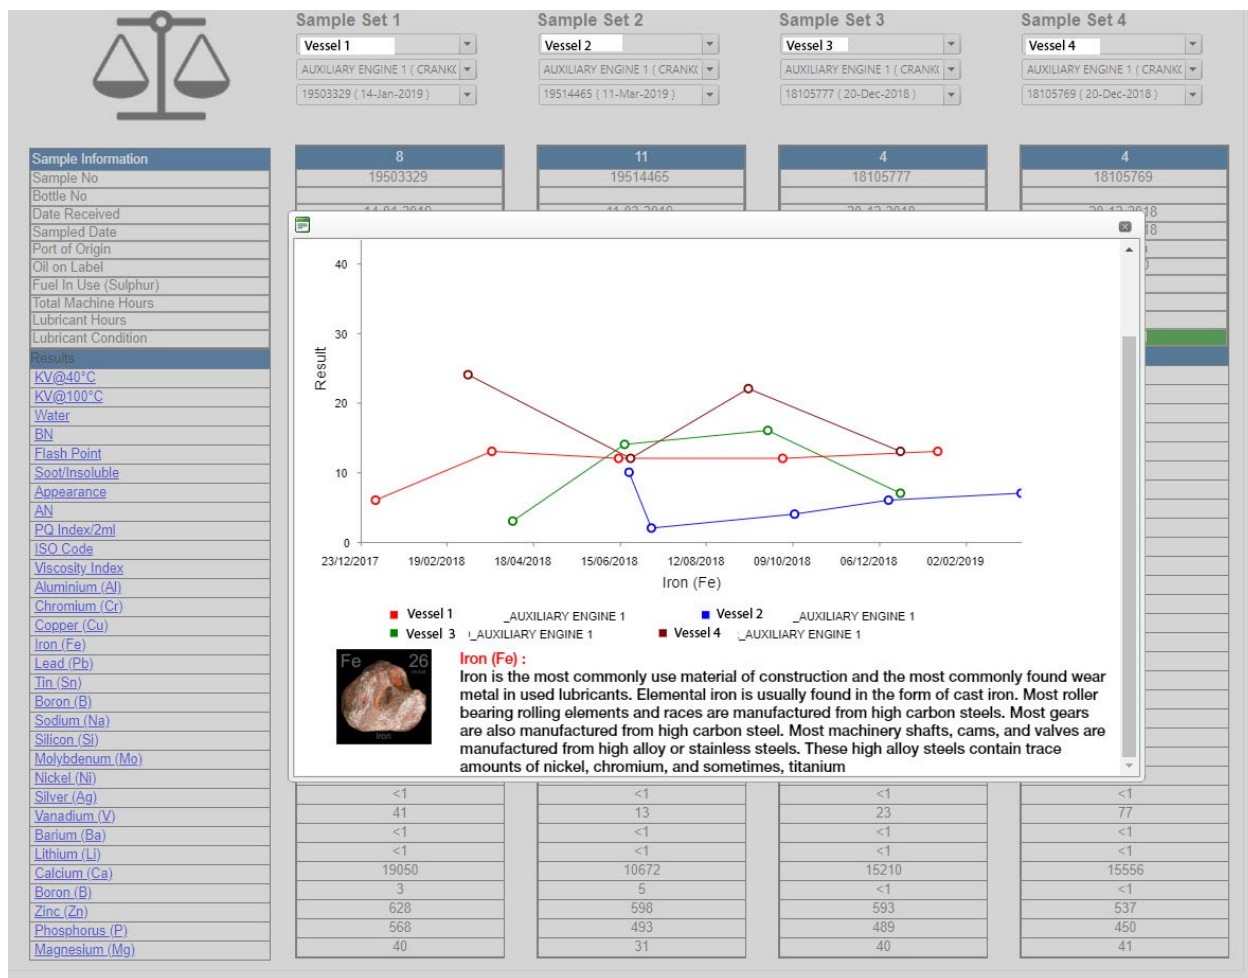 Sample Set 1
Sample Set 2
Sample Set 3
Sample Set 4
Vessel 1
Vessel 2
Vessel 3
Vessel 4
AUXILIARY ENGINE 1 ( CRANK(
AUXILIARY ENGINE 1 ( CRANK(
AUXILIARY ENGINE 1 ( CRANK(
AUXILIARY ENGINE 1 ( CRANK(
19503329 ( 14-Jan-2019 )
19514465 ( 11-Mar-2019 )
18105777 ( 20-Dec-2018 )
18105769 ( 20-Dec-2018 )
Sample Information 8 11 4 4
Sample No 19503329 19514465 18105777 18105769
Bottle No
Date Received 14-01-2019 11-03-2019 20-12-2018 20-12-2018
Sampled Date 18
Port of Origin
Oil on Label
Fuel In Use (Sulphur)
Total Machine Hours
Lubricant Hours
Lubricant Condition
Results
KV@40°C
KV@100°C
Water
BN
Flash Point
Soot/Insoluble
Appearance
AN
PQ Index/2ml
ISO Code
Viscosity Index
Aluminium (Al)
Chromium (Cr)
Copper (Cu)
Iron (Fe)
Lead (Pb)
Tin (Sn)
Boron (B)
Sodium (Na)
Silicon (Si)
Molybdenum (Mo)
Nickel (Ni)
Silver (Ag) <1 <1 <1 <1
Vanadium (V) 41 13 23 77
Barium (Ba) <1 <1 <1 <1
Lithium (Li) <1 <1 <1 <1
Calcium (Ca) 19050 10672 15210 15556
Boron (B) 3 5 <1 <1
Zinc (Zn) 628 598 593 537
Phosphorus (P) 568 493 489 450
Magnesium (Mg) 40 31 40 41
40
30
20
10
0
Result
23/12/2017 19/02/2018 18/04/2018 15/06/2018 12/08/2018 09/10/2018 06/12/2018 02/02/2019
Iron (Fe)
Vessel 1 _AUXILIARY ENGINE 1 Vessel 2 _AUXILIARY ENGINE 1
Vessel 3 _AUXILIARY ENGINE 1 Vessel 4 _AUXILIARY ENGINE 1
Fe 26
Iron
Iron (Fe) :
Iron is the most commonly use material of construction and the most commonly found wear
metal in used lubricants. Elemental iron is usually found in the form of cast iron. Most roller
bearing rolling elements and races are manufactured from high carbon steels. Most gears
are also manufactured from high carbon steel. Most machinery shafts, cams, and valves are
manufactured from high alloy or stainless steels. These high alloy steels contain trace
amounts of nickel, chromium, and sometimes, titanium